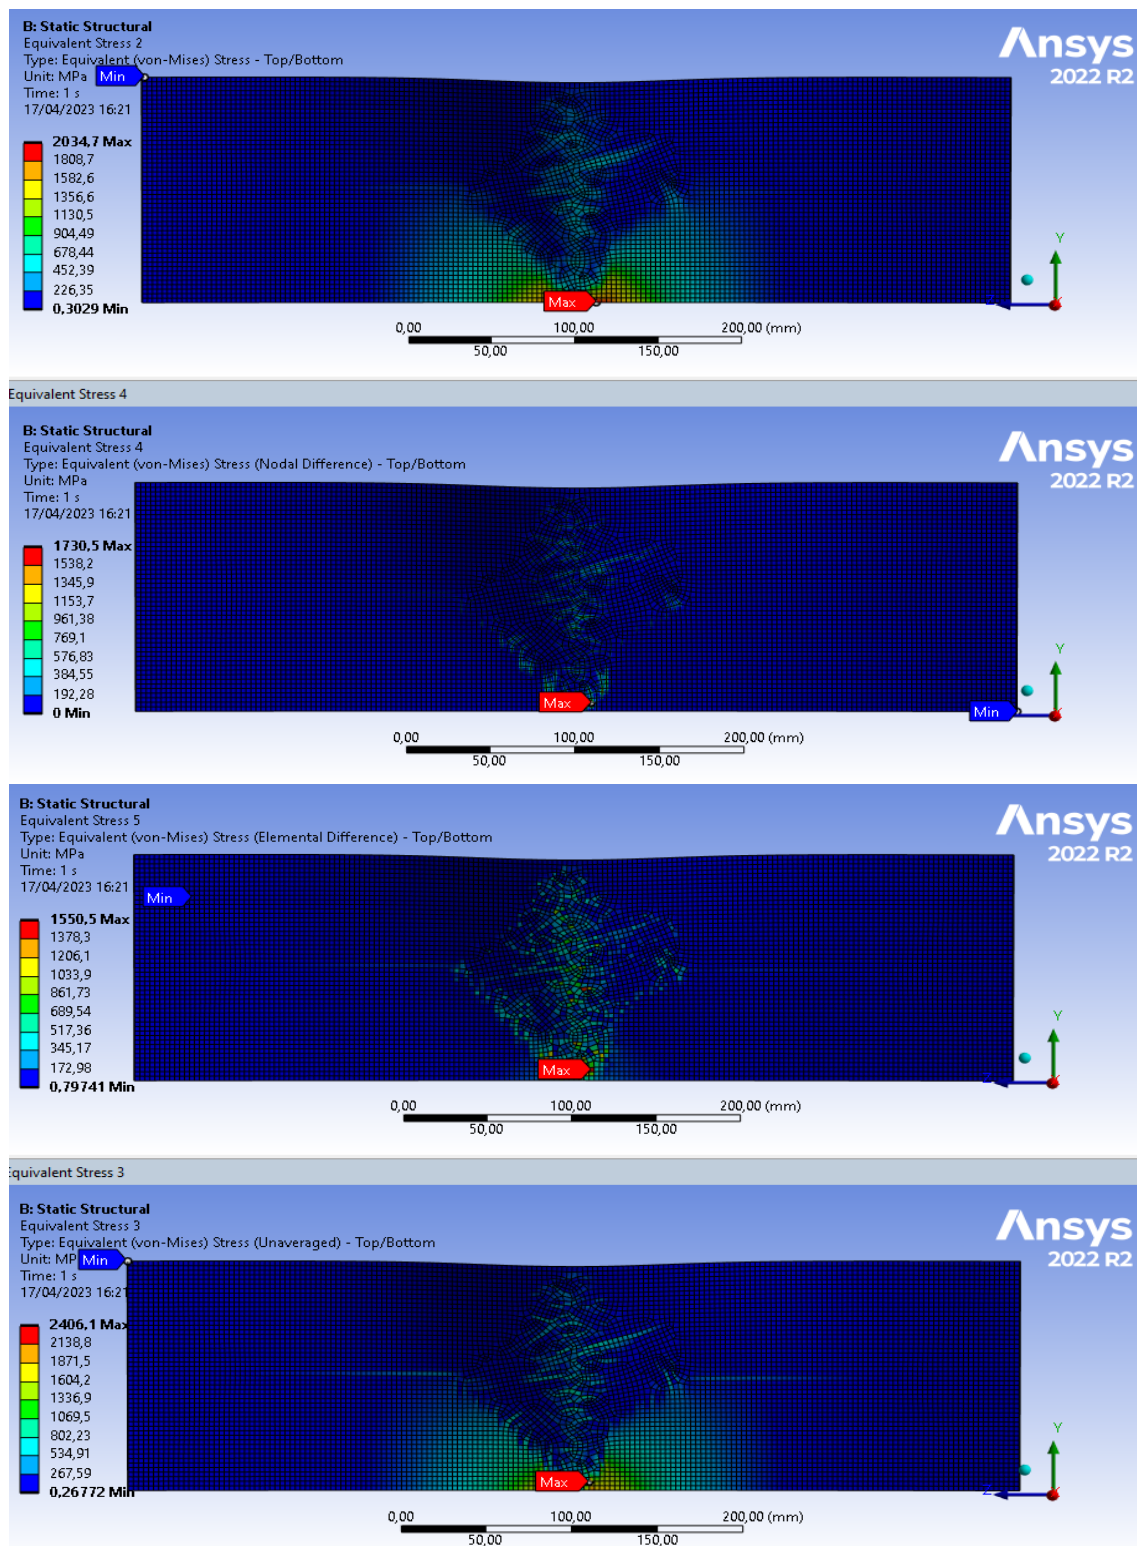 B: Static Structural
Equivalent Stress 2
Type: Equivalent (von-Mises) Stress - Top/Bottom
Unit: MPa
Time: 1 s
17/04/2023 16:21
Min
Ansys
2022 R2
2034,7 Max
1808,7
1582,6
1356,6
1130,5
904,49
678,44
452,39
226,35
0,3029 Min
Max
Y
0,00 100,00 200,00 (mm)
50,00 150,00
Equivalent Stress 4
B: Static Structural
Equivalent Stress 4
Type: Equivalent (von-Mises) Stress (Nodal Difference) - Top/Bottom
Unit: MPa
Time: 1 s
17/04/2023 16:21
Ansys
2022 R2
1730,5 Max
1538,2
1345,9
1153,7
961,38
769,1
576,83
384,55
192,28
0 Min
Max
Min
Y
0,00 100,00 200,00 (mm)
50,00 150,00
B: Static Structural
Equivalent Stress 5
Type: Equivalent (von-Mises) Stress (Elemental Difference) - Top/Bottom
Unit: MPa
Time: 1 s
17/04/2023 16:21
Ansys
2022 R2
Min
1550,5 Max
1378,3
1206,1
1033,9
861,73
689,54
517,36
345,17
172,98
0,79741 Min
Max
Y
Z
0,00 100,00 200,00 (mm)
50,00 150,00
Equivalent Stress 3
B: Static Structural
Equivalent Stress 3
Type: Equivalent (von-Mises) Stress (Unaveraged) - Top/Bottom
Unit: MP
Min
Time: 1 s
17/04/2023 16:21
Ansys
2022 R2
2406,1 Max
2138,8
1871,5
1604,2
1336,9
1069,5
802,23
534,91
267,59
0,26772 Min
Max
Y
Z
0,00 100,00 200,00 (mm)
50,00 150,00